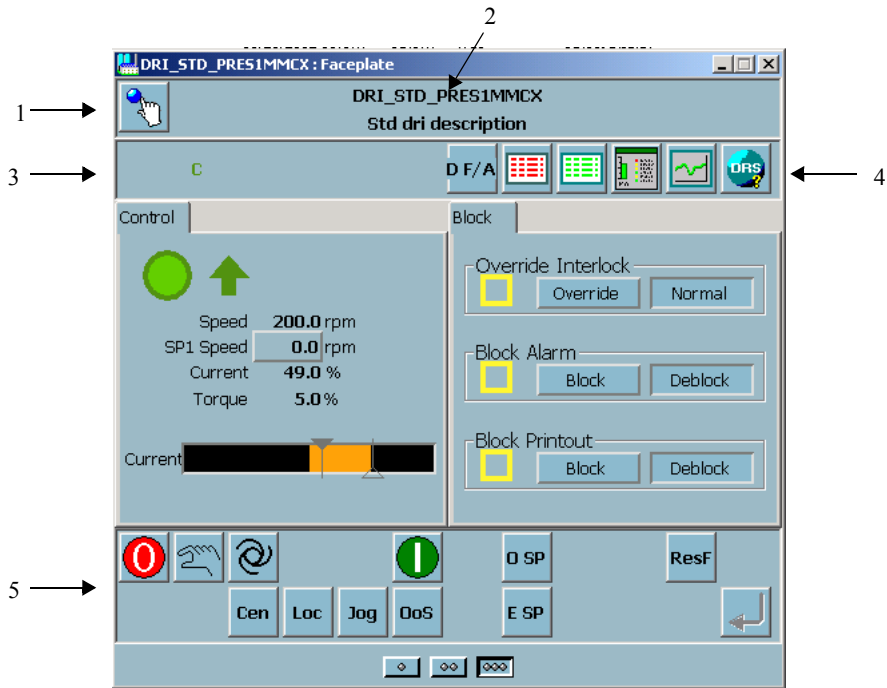 2
DRI_STD_PRES1MMCX : Faceplate
1
DRI_STD_PRES1MMCX
Std dri description
3
C
D F/A
DRS
?
4
Control
Block
Override Interlock
Override Normal
Speed 200.0 rpm
SP1 Speed 0.0 rpm
Current 49.0 %
Torque 5.0 %
Block Alarm
Block Deblock
Current
Block Printout
Block Deblock
0 I O SP ResF
5
Cen Loc Jog OoS E SP